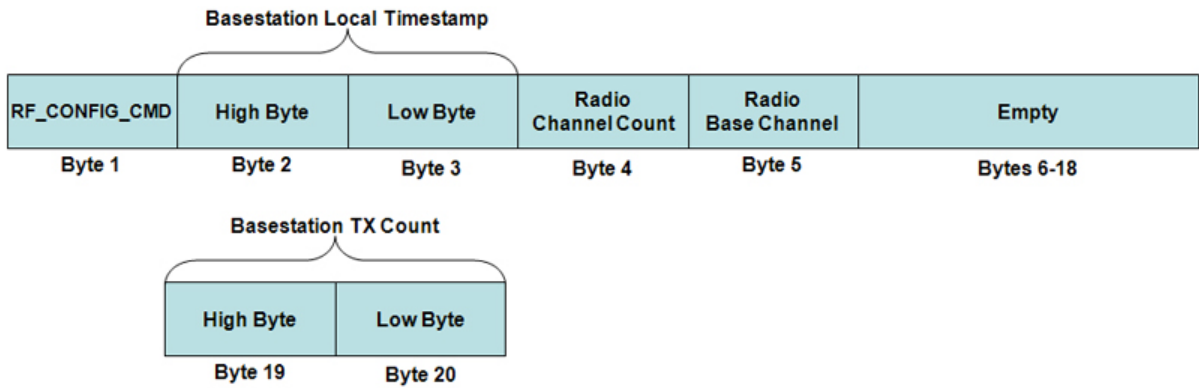 Basestation Local Timestamp
RF_CONFIG_CMD
High Byte
Low Byte
Radio
Channel Count
Radio
Base Channel
Empty
Byte 1
Byte 2
Byte 3
Byte 4
Byte 5
Bytes 6-18
Basestation TX Count
High Byte
Low Byte
Byte 19
Byte 20